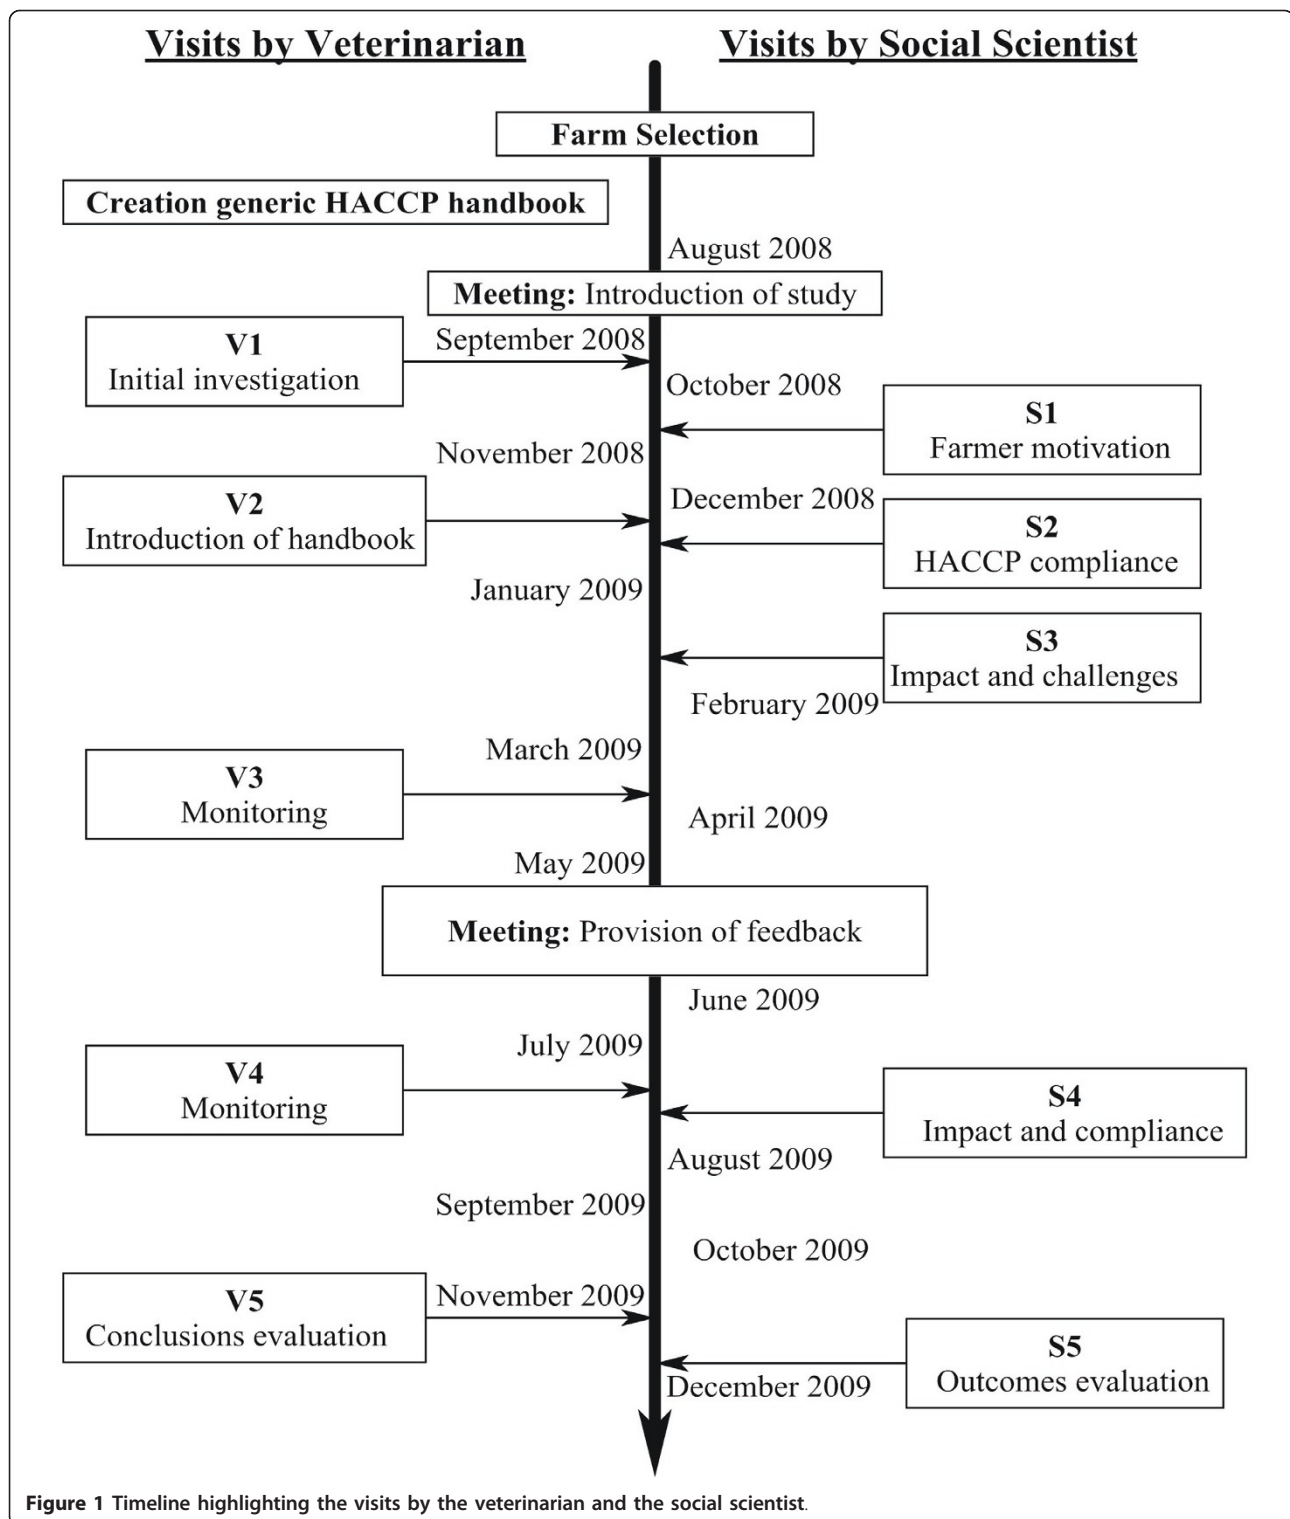 Visits by Veterinarian
Visits by Social Scientist
Farm Selection
Creation generic HACCP handbook
August 2008
Meeting: Introduction of study
V1
Initial investigation
September 2008
October 2008
S1
Farmer motivation
November 2008
V2
Introduction of handbook
December 2008
S2
HACCP compliance
January 2009
S3
Impact and challenges
February 2009
March 2009
V3
Monitoring
April 2009
May 2009
Meeting: Provision of feedback
June 2009
July 2009
V4
Monitoring
S4
Impact and compliance
August 2009
September 2009
October 2009
V5
Conclusions evaluation
November 2009
S5
Outcomes evaluation
December 2009
Figure 1 Timeline highlighting the visits by the veterinarian and the social scientist.